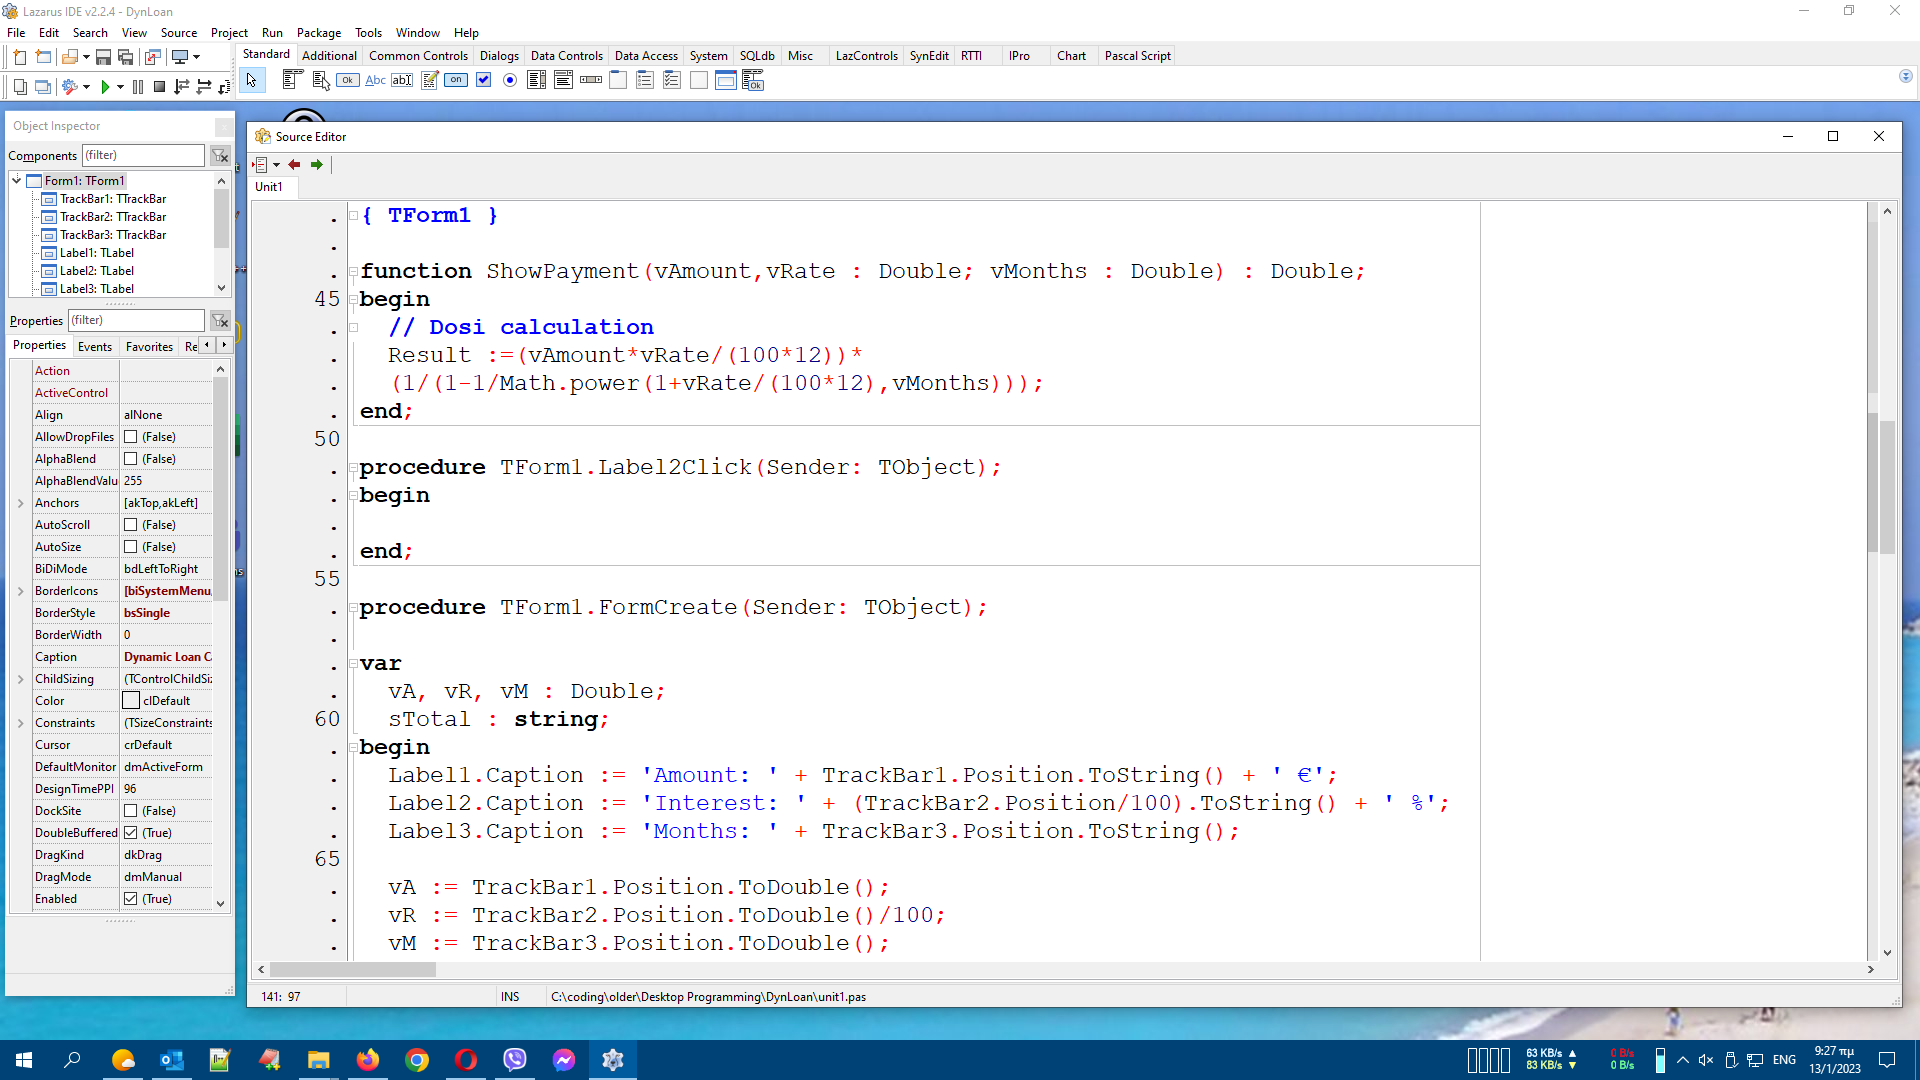 Lazarus IDE v2.2.4 - DynLoan
File Edit Search View Source Project Run Package Tools Window Help
Standard Additional Common Controls Dialogs Data Controls Data Access System SQLdb Misc LazControls SynEdit RTTI IPro Chart Pascal Script
Ok Abc abI on Ok
Object Inspector
Components (filter)
Form1: TForm1
TrackBar1: TTrackBar
TrackBar2: TTrackBar
TrackBar3: TTrackBar
Label1: TLabel
Label2: TLabel
Label3: TLabel
Properties (filter)
Properties Events Favorites Re
Action
ActiveControl
Align alNone
AllowDropFiles (False)
AlphaBlend (False)
AlphaBlendValu 255
Anchors [akTop,akLeft]
AutoScroll (False)
AutoSize (False)
BiDiMode bdLeftToRight
BorderIcons [biSystemMenu,
BorderStyle bsSingle
BorderWidth 0
Caption Dynamic Loan C
ChildSizing (TControlChildSiz
Color clDefault
Constraints (TSizeConstraints
Cursor crDefault
DefaultMonitor dmActiveForm
DesignTimePPI 96
DockSite (False)
DoubleBuffered (True)
DragKind dkDrag
DragMode dmManual
Enabled (True)
Source Editor
Unit1
{ TForm1 }
function ShowPayment(vAmount,vRate : Double; vMonths : Double) : Double;
45 begin
// Dosi calculation
Result :=(vAmount*vRate/(100*12))*
(1/(1-1/Math.power(1+vRate/(100*12),vMonths)));
end;
50
procedure TForm1.Label2Click(Sender: TObject);
begin
end;
55
procedure TForm1.FormCreate(Sender: TObject);
var
vA, vR, vM : Double;
60 sTotal : string;
begin
Label1.Caption := 'Amount: ' + TrackBar1.Position.ToString() + ' €';
Label2.Caption := 'Interest: ' + (TrackBar2.Position/100).ToString() + ' %';
Label3.Caption := 'Months: ' + TrackBar3.Position.ToString();
65
vA := TrackBar1.Position.ToDouble();
vR := TrackBar2.Position.ToDouble()/100;
vM := TrackBar3.Position.ToDouble();
141: 97 INS C:\coding\older\Desktop Programming\DynLoan\unit1.pas
63 KB/s 0 B/s
83 KB/s 0 B/s
ENG
9:27 πμ
13/1/2023